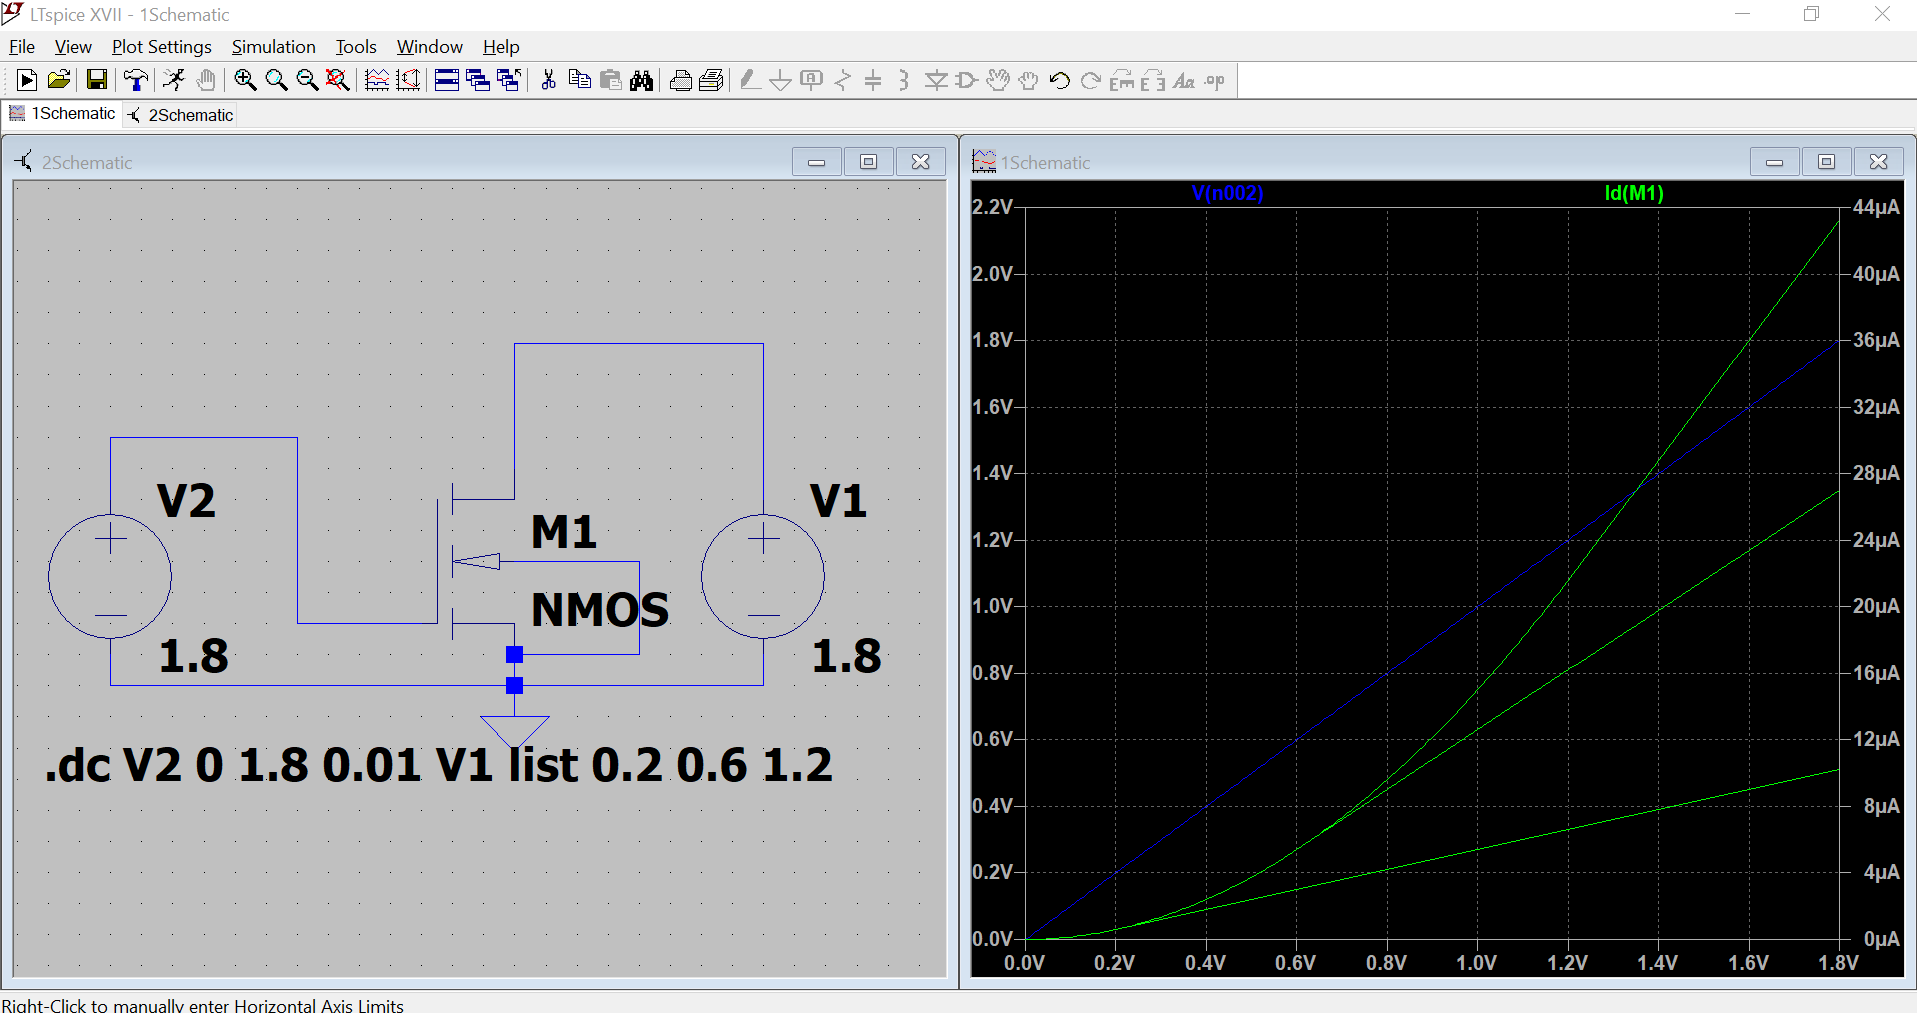 LTspice XVII - 1Schematic
File View Plot Settings Simulation Tools Window Help
Aa .op
1Schematic 2Schematic
2Schematic
V2
1.8
M1
NMOS
V1
1.8
.dc V2 0 1.8 0.01 V1 list 0.2 0.6 1.2
1Schematic
V(n002) Id(M1)
2.2V 44µA
2.0V 40µA
1.8V 36µA
1.6V 32µA
1.4V 28µA
1.2V 24µA
1.0V 20µA
0.8V 16µA
0.6V 12µA
0.4V 8µA
0.2V 4µA
0.0V 0µA
0.0V 0.2V 0.4V 0.6V 0.8V 1.0V 1.2V 1.4V 1.6V 1.8V
Right-Click to manually enter Horizontal Axis Limits